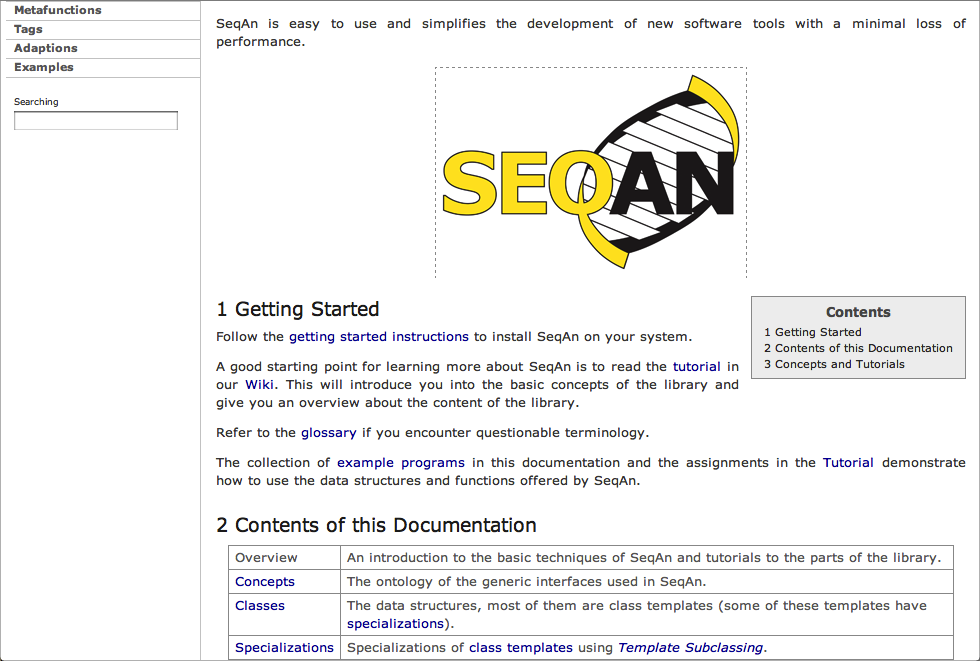 Metafunctions
Tags
Adaptions
Examples
Searching
SeqAn is easy to use and simplifies the development of new software tools with a minimal loss of
performance.
SEQAN
1 Getting Started
Follow the getting started instructions to install SeqAn on your system.
A good starting point for learning more about SeqAn is to read the tutorial in
our Wiki. This will introduce you into the basic concepts of the library and
give you an overview about the content of the library.
Refer to the glossary if you encounter questionable terminology.
The collection of example programs in this documentation and the assignments in the Tutorial demonstrate
how to use the data structures and functions offered by SeqAn.
Contents
1 Getting Started
2 Contents of this Documentation
3 Concepts and Tutorials
2 Contents of this Documentation
Overview An introduction to the basic techniques of SeqAn and tutorials to the parts of the library.
Concepts The ontology of the generic interfaces used in SeqAn.
Classes The data structures, most of them are class templates (some of these templates have
specializations).
Specializations Specializations of class templates using Template Subclassing.